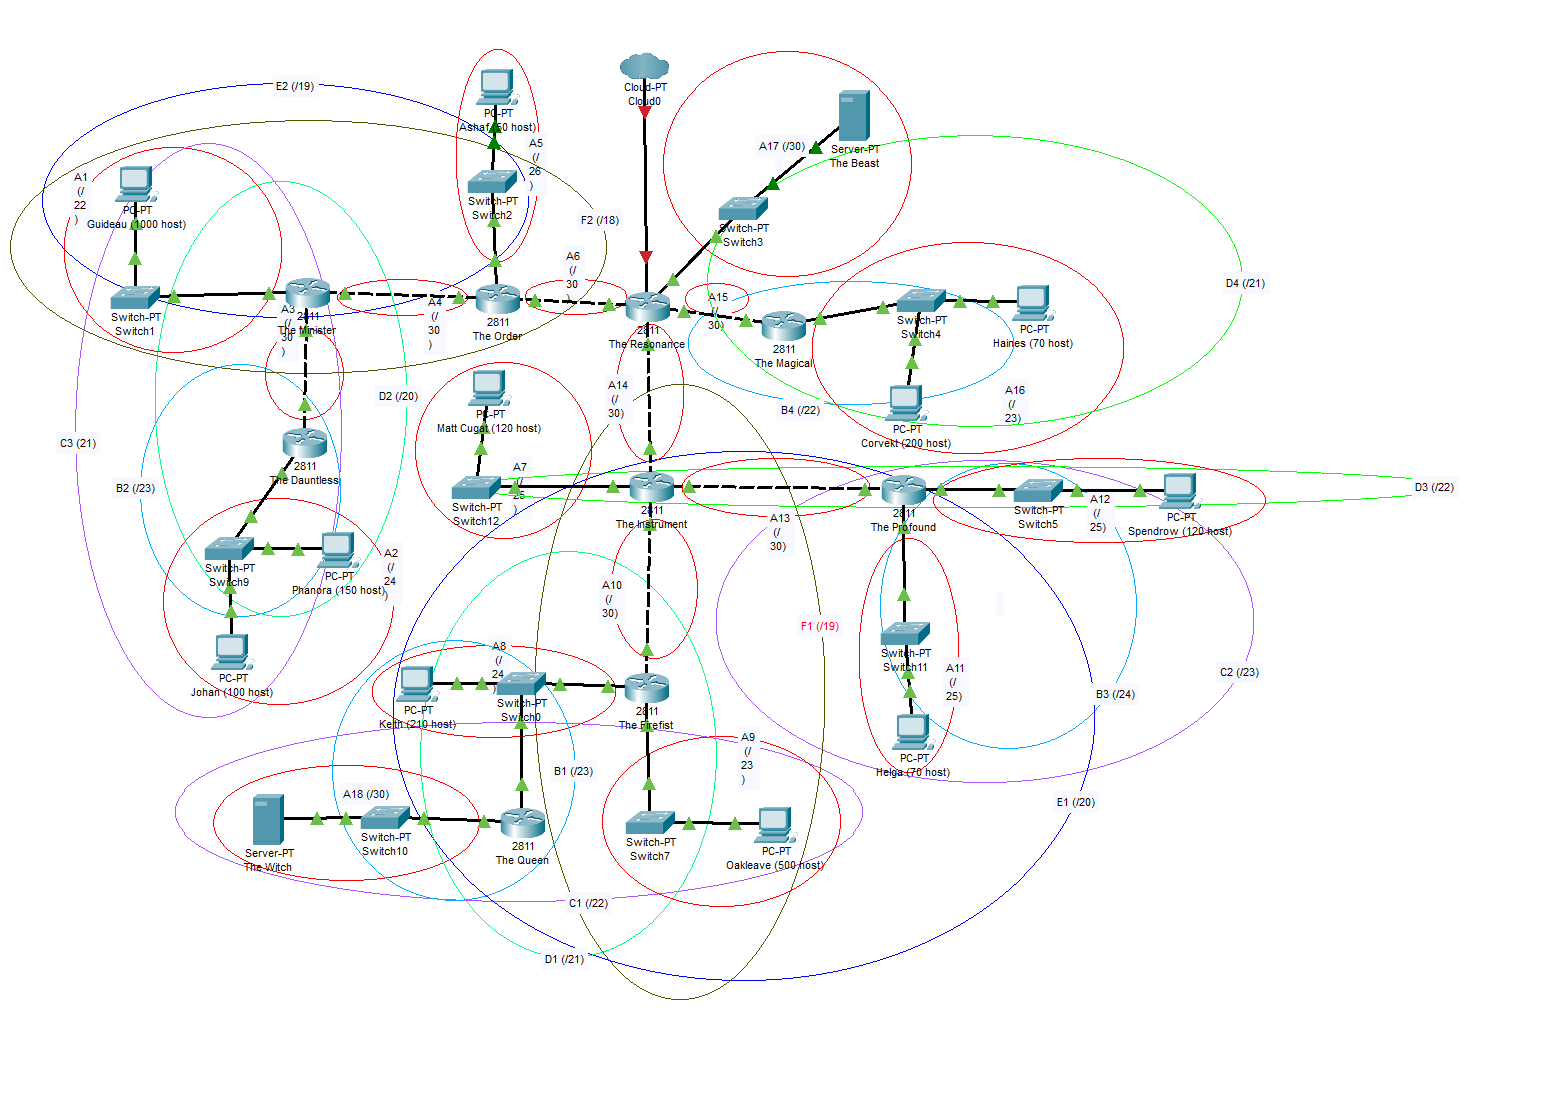 E2 (/19)
Cloud-PT
Cloud0
PC-PT
Ashaf (50 host)
A5
(/
26
)
A17 (/30)
Server-PT
The Beast
A1
(/
22
)
PC-PT
Guideau (1000 host)
Switch-PT
Switch2
F2 (/18)
Switch-PT
Switch3
A6
(/
30
)
D4 (/21)
Switch-PT
Switch1
A3
(/
30
)
2811
The Minister
A4
(/
30
)
2811
The Order
2811
The Resonance
A15
(/
30)
2811
The Magical
Switch-PT
Switch4
PC-PT
Haines (70 host)
D2 (/20)
A14
(/
30)
B4 (/22)
A16
(/
23)
PC-PT
Matt Cugat (120 host)
PC-PT
Corvekt (200 host)
C3 (21)
2811
The Dauntless
B2 (/23)
A7
(/
25
)
Switch-PT
Switch12
2811
The Instrument
A13
(/
30)
2811
The Profound
Switch-PT
Switch5
A12
(/
25)
PC-PT
Spendrow (120 host)
D3 (/22)
Switch-PT
Switch9
PC-PT
Phanora (150 host)
A2
(/
24
)
A10
(/
30)
F1 (/19)
PC-PT
Johan (100 host)
A8
(/
24
)
Switch-PT
Switch11
A11
(/
25)
C2 (/23)
B3 (/24)
PC-PT
Keith (210 host)
Switch-PT
Switch0
2811
The Firefist
A9
(/
23
)
PC-PT
Helga (70 host)
B1 (/23)
A18 (/30)
E1 (/20)
Server-PT
The Witch
Switch-PT
Switch10
2811
The Queen
Switch-PT
Switch7
PC-PT
Oakleave (500 host)
C1 (/22)
D1 (/21)